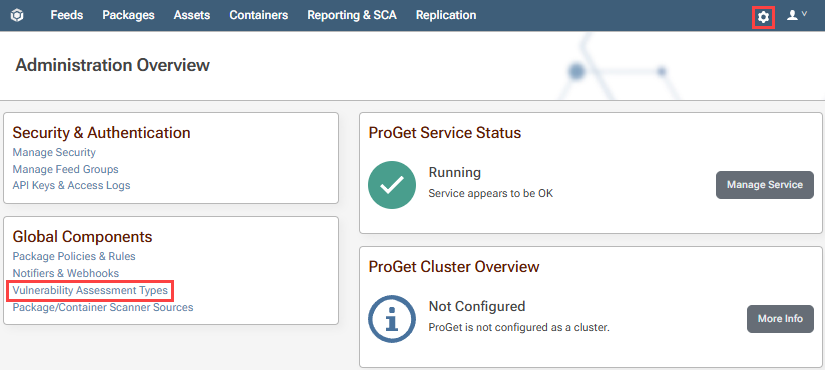 Feeds Packages Assets Containers Reporting & SCA Replication
Administration Overview
Security & Authentication
Manage Security
Manage Feed Groups
API Keys & Access Logs
Global Components
Package Policies & Rules
Notifiers & Webhooks
Vulnerability Assessment Types
Package/Container Scanner Sources
ProGet Service Status
Running
Service appears to be OK
Manage Service
ProGet Cluster Overview
Not Configured
ProGet is not configured as a cluster.
More Info